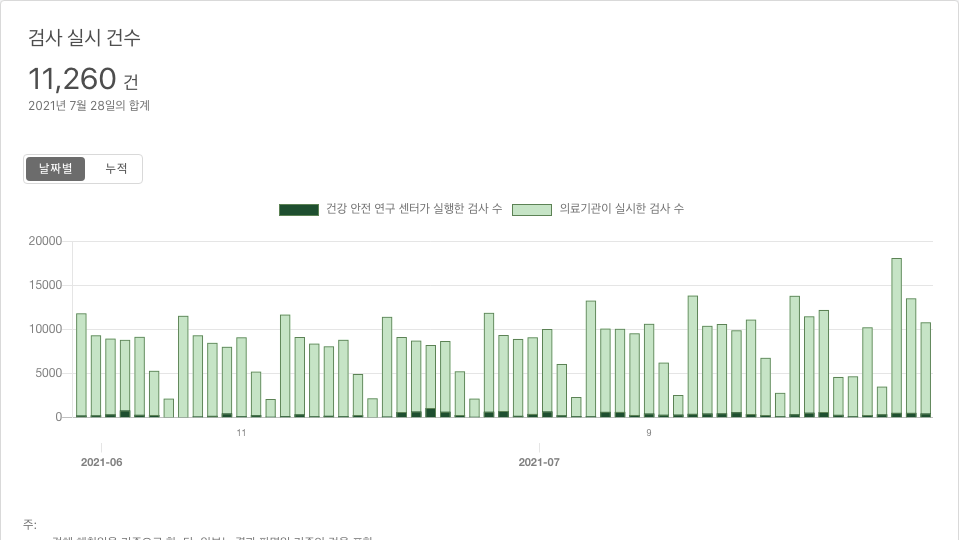 검사 실시 건수
11,260 건
2021년 7월 28일의 합계
날짜별 누적
건강 안전 연구 센터가 실행한 검사 수 의료기관이 실시한 검사 수
20000
15000
10000
5000
0
11 9
2021-06 2021-07
주: